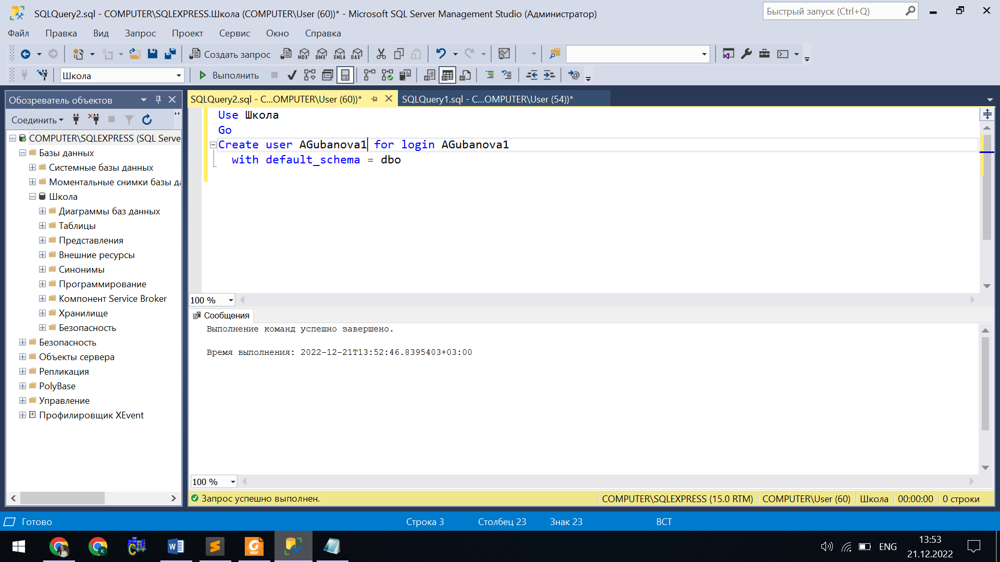 SQLQuery2.sql - COMPUTER\SQLEXPRESS.Школа (COMPUTER\User (60))* - Microsoft SQL Server Management Studio (Администратор)
Быстрый запуск (Ctrl+Q)
Файл Правка Вид Запрос Проект Сервис Окно Справка
Создать запрос MDX DMX XMLA DAX
Школа Выполнить
Обозреватель объектов
SQLQuery2.sql - C...OMPUTER\User (60))* SQLQuery1.sql - C...OMPUTER\User (54))*
Соединить
COMPUTER\SQLEXPRESS (SQL Serve
Базы данных
Системные базы данных
Моментальные снимки базы да
Школа
Диаграммы баз данных
Таблицы
Представления
Внешние ресурсы
Синонимы
Программирование
Компонент Service Broker
Хранилище
Безопасность
Безопасность
Объекты сервера
Репликация
PolyBase
Управление
Профилировщик XEvent
Use Школа
Go
Create user AGubanova1 for login AGubanova1
with default_schema = dbo
100 %
Сообщения
Выполнение команд успешно завершено.
Время выполнения: 2022-12-21T13:52:46.8395403+03:00
100 %
Запрос успешно выполнен. COMPUTER\SQLEXPRESS (15.0 RTM) COMPUTER\User (60) Школа 00:00:00 0 строки
Готово Строка 3 Столбец 23 Знак 23 ВСТ
K C++ W S PDF
ENG
13:53
21.12.2022